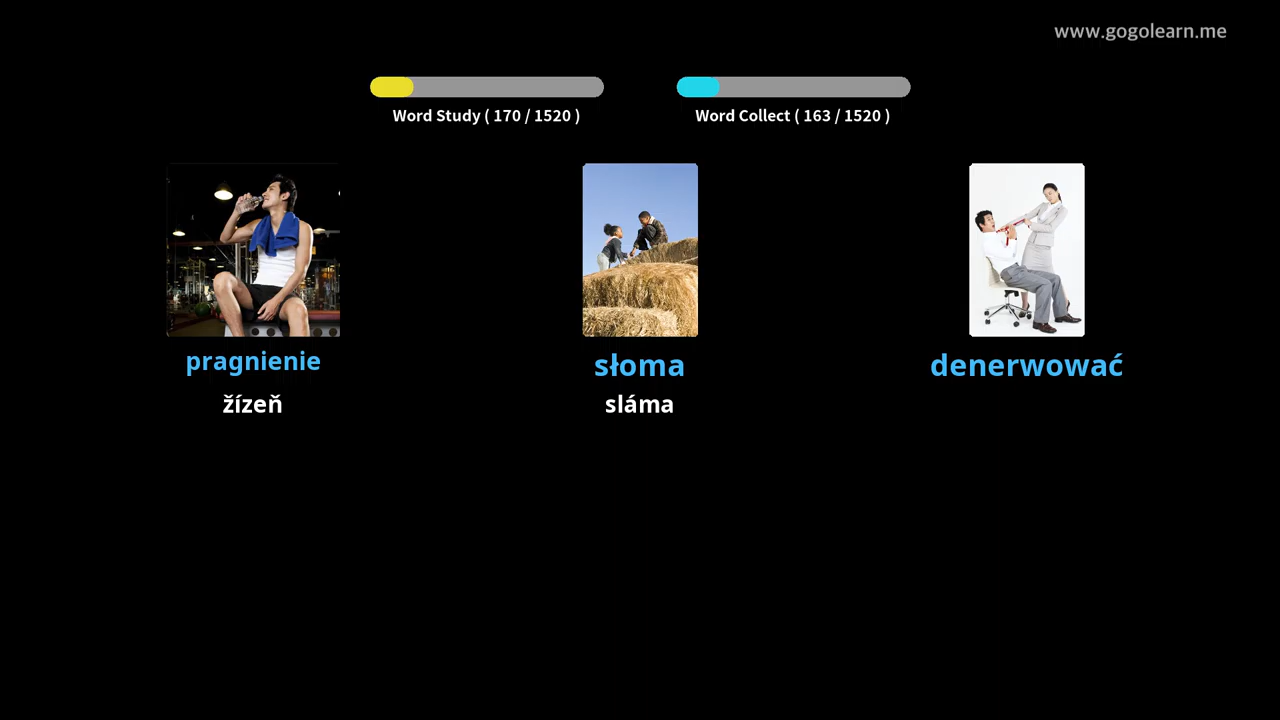 www.gogolearn.me
Word Study ( 170 / 1520 )
Word Collect ( 163 / 1520 )
pragnienie
słoma
denerwować
žízeň
sláma